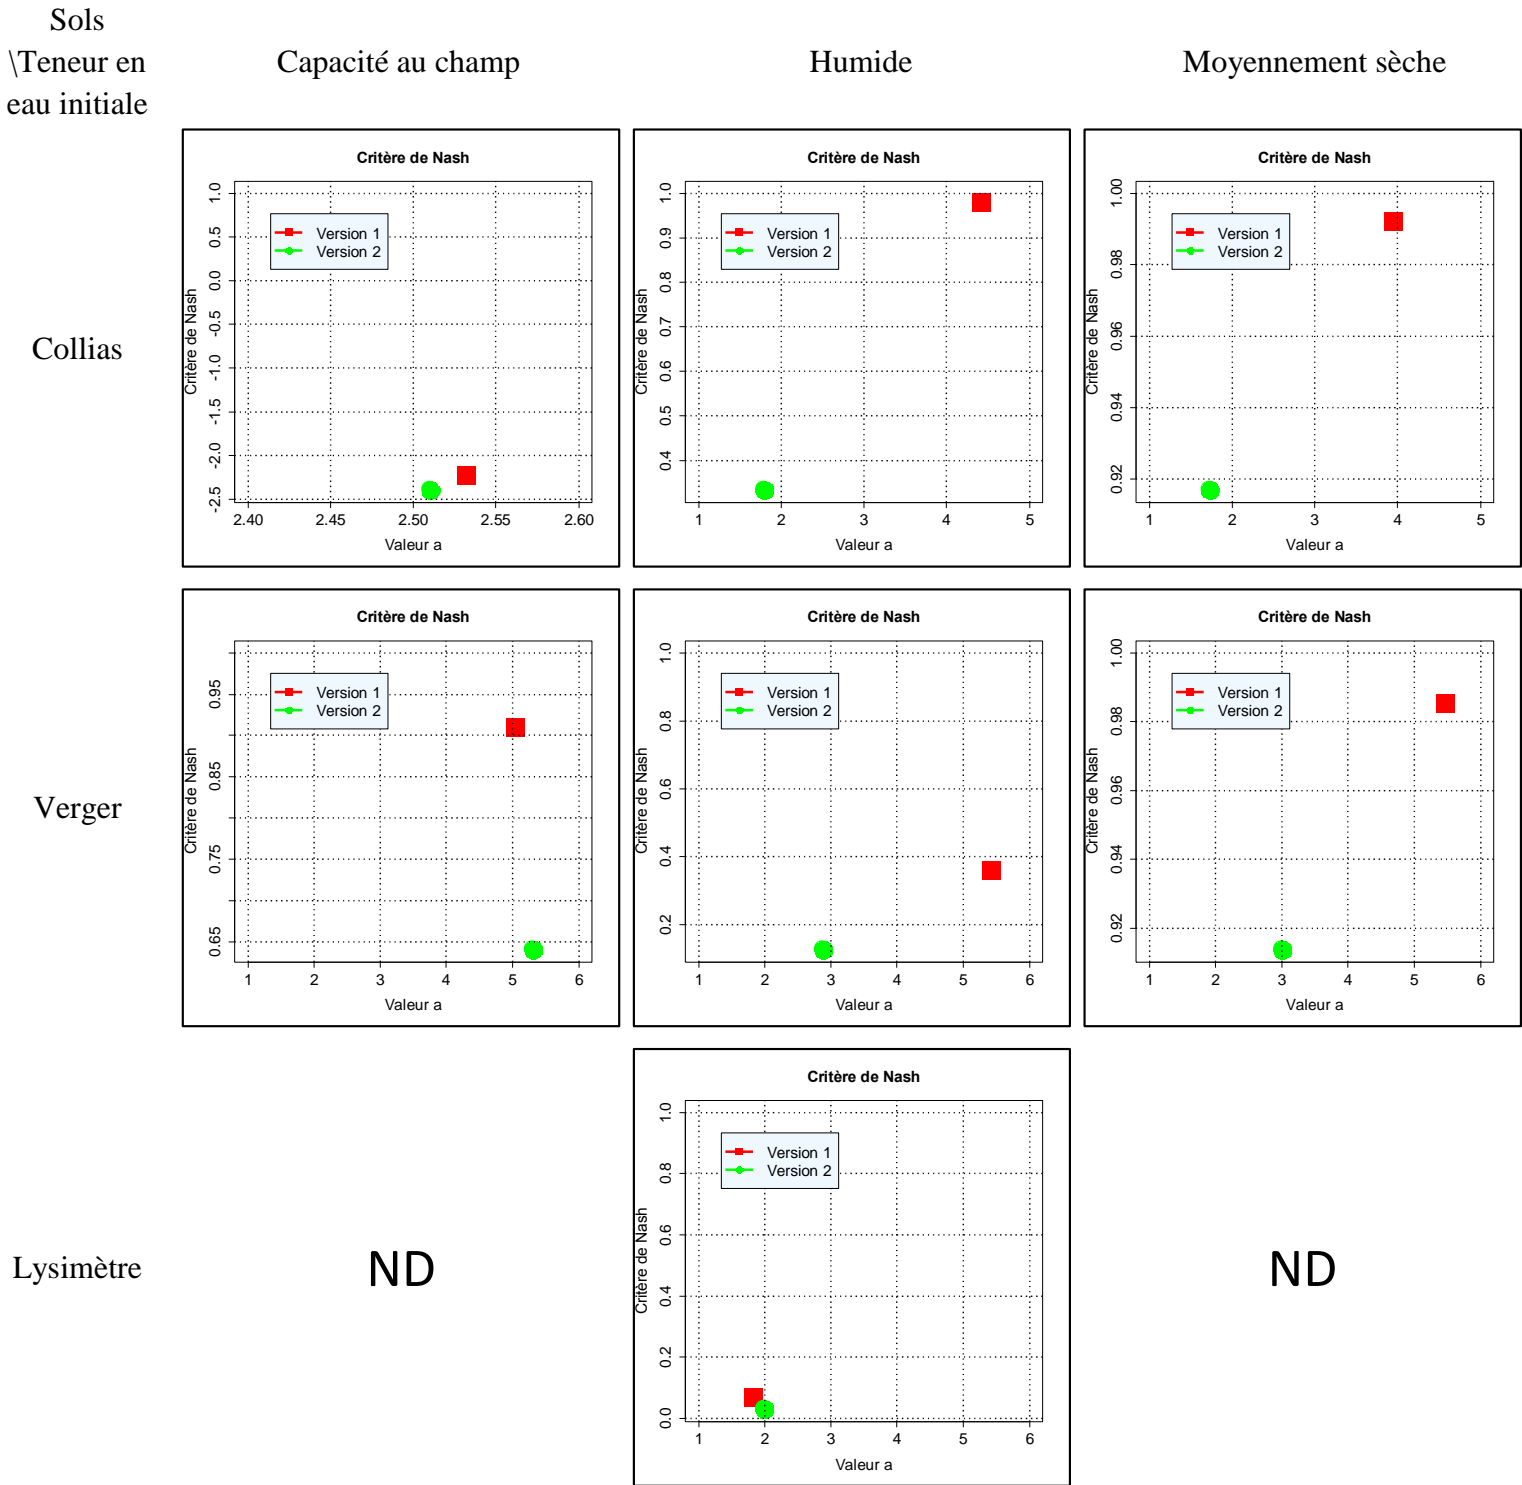 Sols
\Teneur en
eau initiale
Capacité au champ
Humide
Moyennement sèche
Collias
Critère de Nash
Critère de Nash
1.0
0.5
0.0
-0.5
-1.0
-1.5
-2.0
-2.5
Version 1
Version 2
2.40 2.45 2.50 2.55 2.60
Valeur a
Critère de Nash
Critère de Nash
1.0
0.9
0.8
0.7
0.6
0.5
0.4
Version 1
Version 2
1 2 3 4 5
Valeur a
Critère de Nash
Critère de Nash
1.00
0.98
0.96
0.94
0.92
Version 1
Version 2
1 2 3 4 5
Valeur a
Verger
Critère de Nash
Critère de Nash
0.95
0.85
0.75
0.65
Version 1
Version 2
1 2 3 4 5 6
Valeur a
Critère de Nash
Critère de Nash
1.0
0.8
0.6
0.4
0.2
Version 1
Version 2
1 2 3 4 5 6
Valeur a
Critère de Nash
Critère de Nash
1.00
0.98
0.96
0.94
0.92
Version 1
Version 2
1 2 3 4 5 6
Valeur a
Lysimètre
ND
Critère de Nash
Critère de Nash
1.0
0.8
0.6
0.4
0.2
0.0
Version 1
Version 2
1 2 3 4 5 6
Valeur a
ND